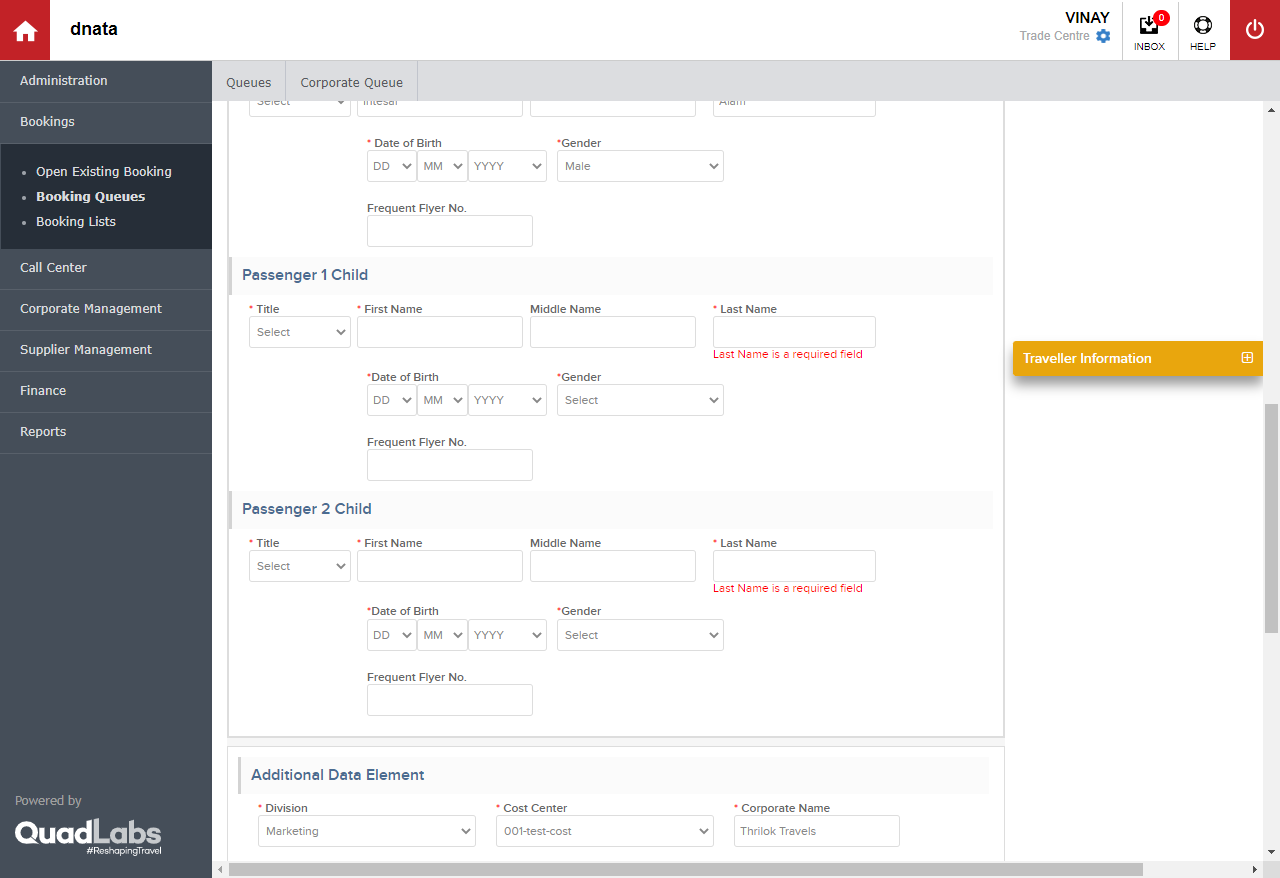 dnata
VINAY
Trade Centre
0
INBOX
HELP
Administration
Bookings
Open Existing Booking
Booking Queues
Booking Lists
Call Center
Corporate Management
Supplier Management
Finance
Reports
Powered by
QuadLabs
#ReshapingTravel
Queues
Corporate Queue
Select
Intesar
Alam
* Date of Birth
*Gender
DD
MM
YYYY
Male
Frequent Flyer No.
Passenger 1 Child
* Title
* First Name
Middle Name
* Last Name
Select
Last Name is a required field
*Date of Birth
*Gender
DD
MM
YYYY
Select
Frequent Flyer No.
Passenger 2 Child
* Title
* First Name
Middle Name
* Last Name
Select
Last Name is a required field
*Date of Birth
*Gender
DD
MM
YYYY
Select
Frequent Flyer No.
Additional Data Element
* Division
* Cost Center
* Corporate Name
Marketing
001-test-cost
Thrilok Travels
Traveller Information